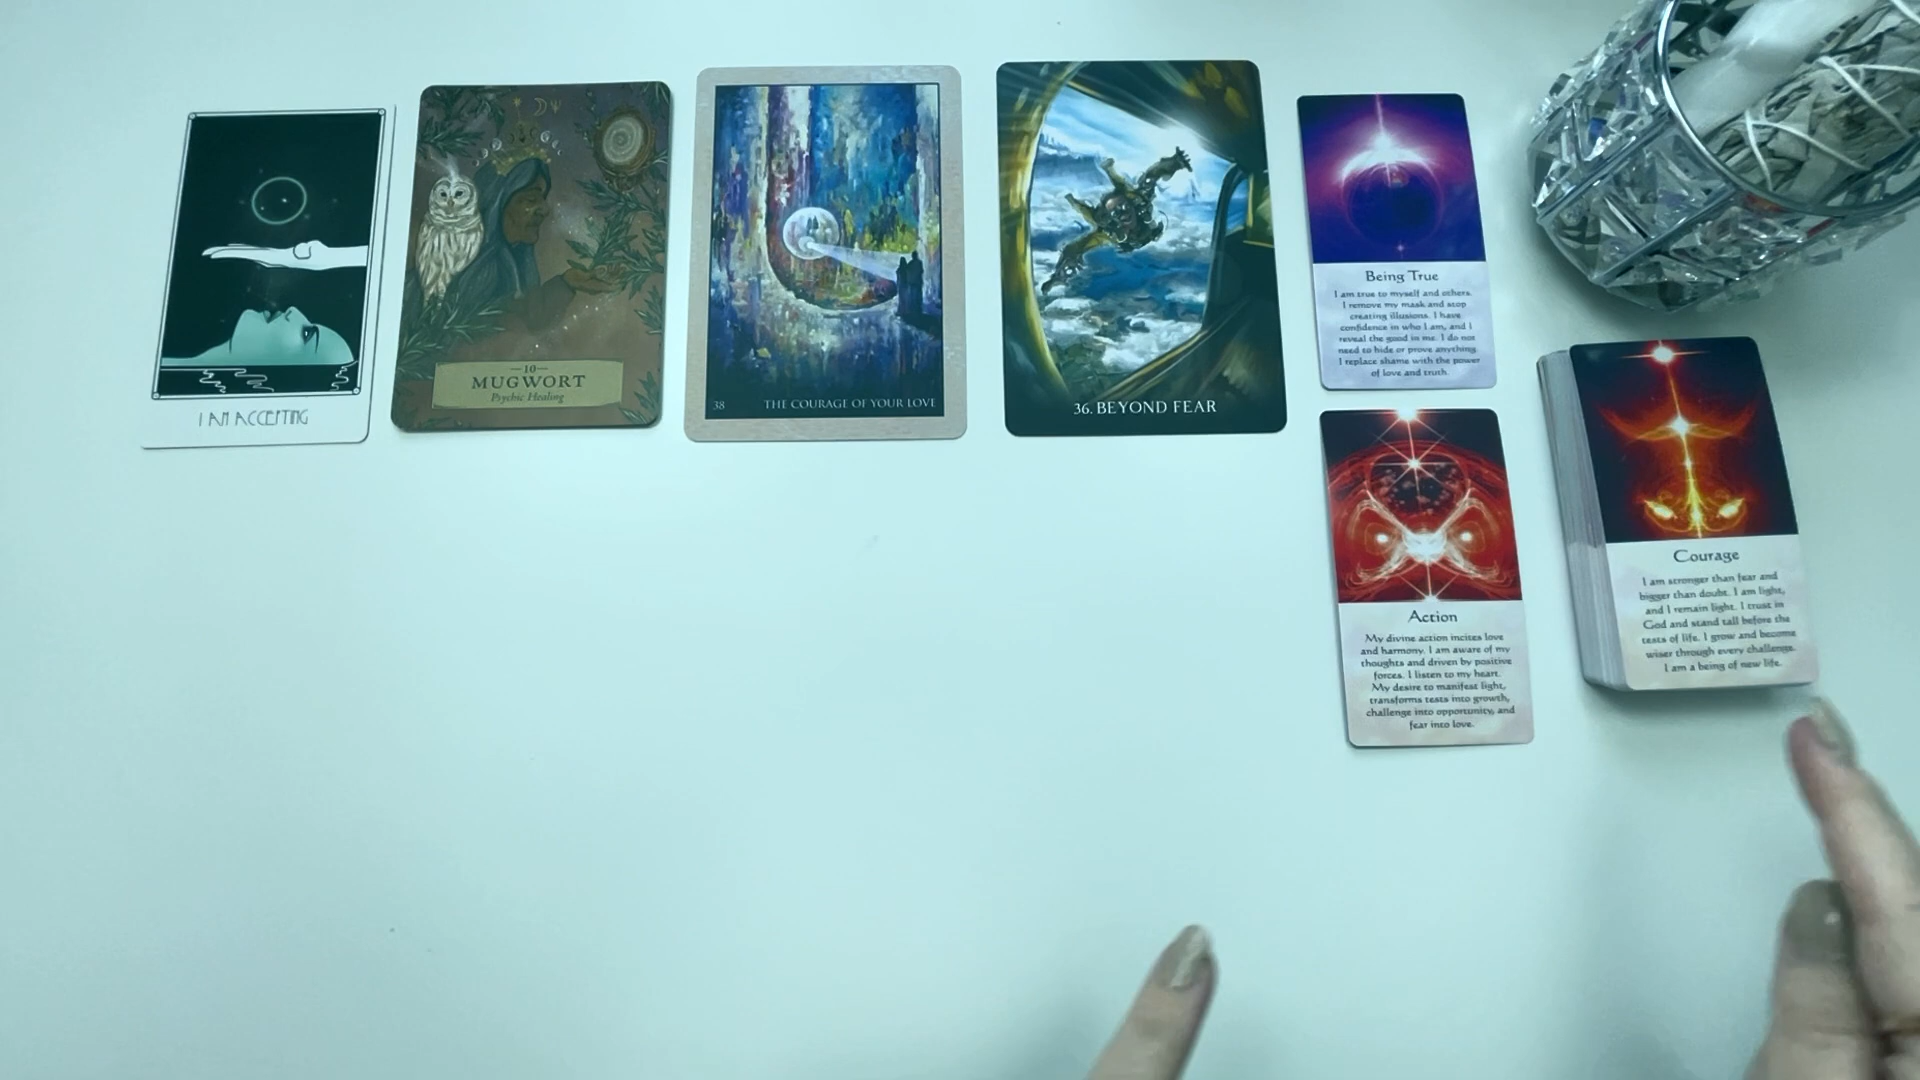 I AM ACCEPTING
10
MUGWORT
Psychic Healing
38
THE COURAGE OF YOUR LOVE
36. BEYOND FEAR
Being True
I am true to myself and others.
I remove my mask and stop
creating illusions. I have
confidence in who I am, and I
reveal the good in me. I do not
need to hide or prove anything.
I replace shame with the power
of love and truth.
Action
My divine action incites love
and harmony. I am aware of my
thoughts and driven by positive
forces. I listen to my heart.
My desire to manifest light,
transforms tests into growth,
challenge into opportunity, and
fear into love.
Courage
I am stronger than fear and
bigger than doubt. I am light,
and I remain light. I trust in
God and stand tall before the
tests of life. I grow and become
wiser through every challenge.
I am a being of new life.